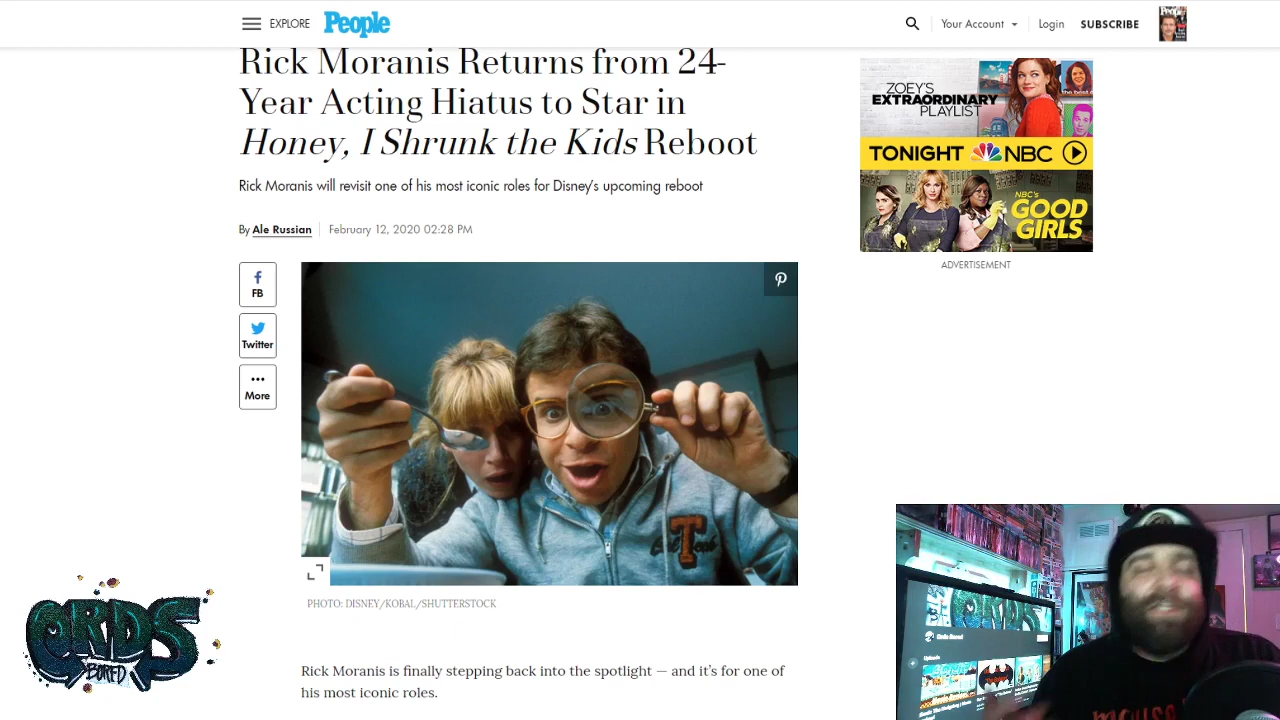 EXPLORE
People
Your Account
Login
SUBSCRIBE
Rick Moranis Returns from 24-
Year Acting Hiatus to Star in
Honey, I Shrunk the Kids Reboot
Rick Moranis will revisit one of his most iconic roles for Disney's upcoming reboot
By Ale Russian
February 12, 2020 02:28 PM
FB
Twitter
More
T
PHOTO: DISNEY/KOBAL/SHUTTERSTOCK
Rick Moranis is finally stepping back into the spotlight — and it's for one of
his most iconic roles.
ZOEY'S
EXTRAORDINARY
PLAYLIST
TONIGHT NBC
NBC's
GOOD
GIRLS
ADVERTISEMENT
ORDS
BORED